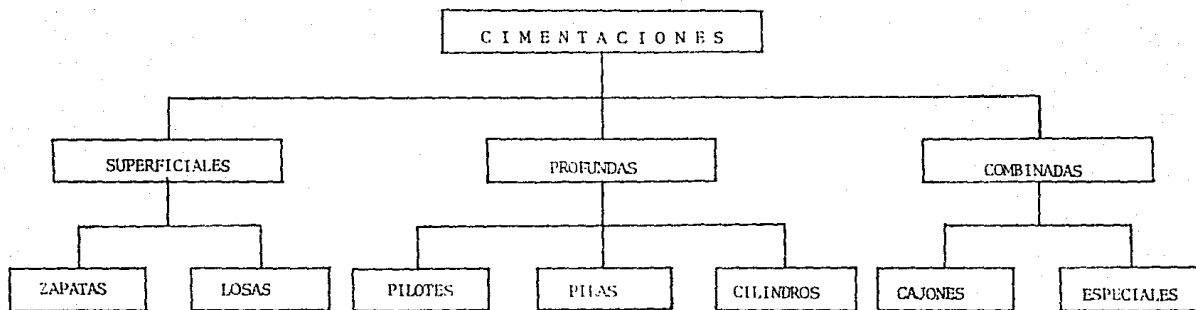 CIMENTACIONES
SUPERFICIALES PROFUNDAS COMBINADAS
ZAPATAS LOSAS PILOTES PILAS CILINDROS CAJONES ESPECIALES